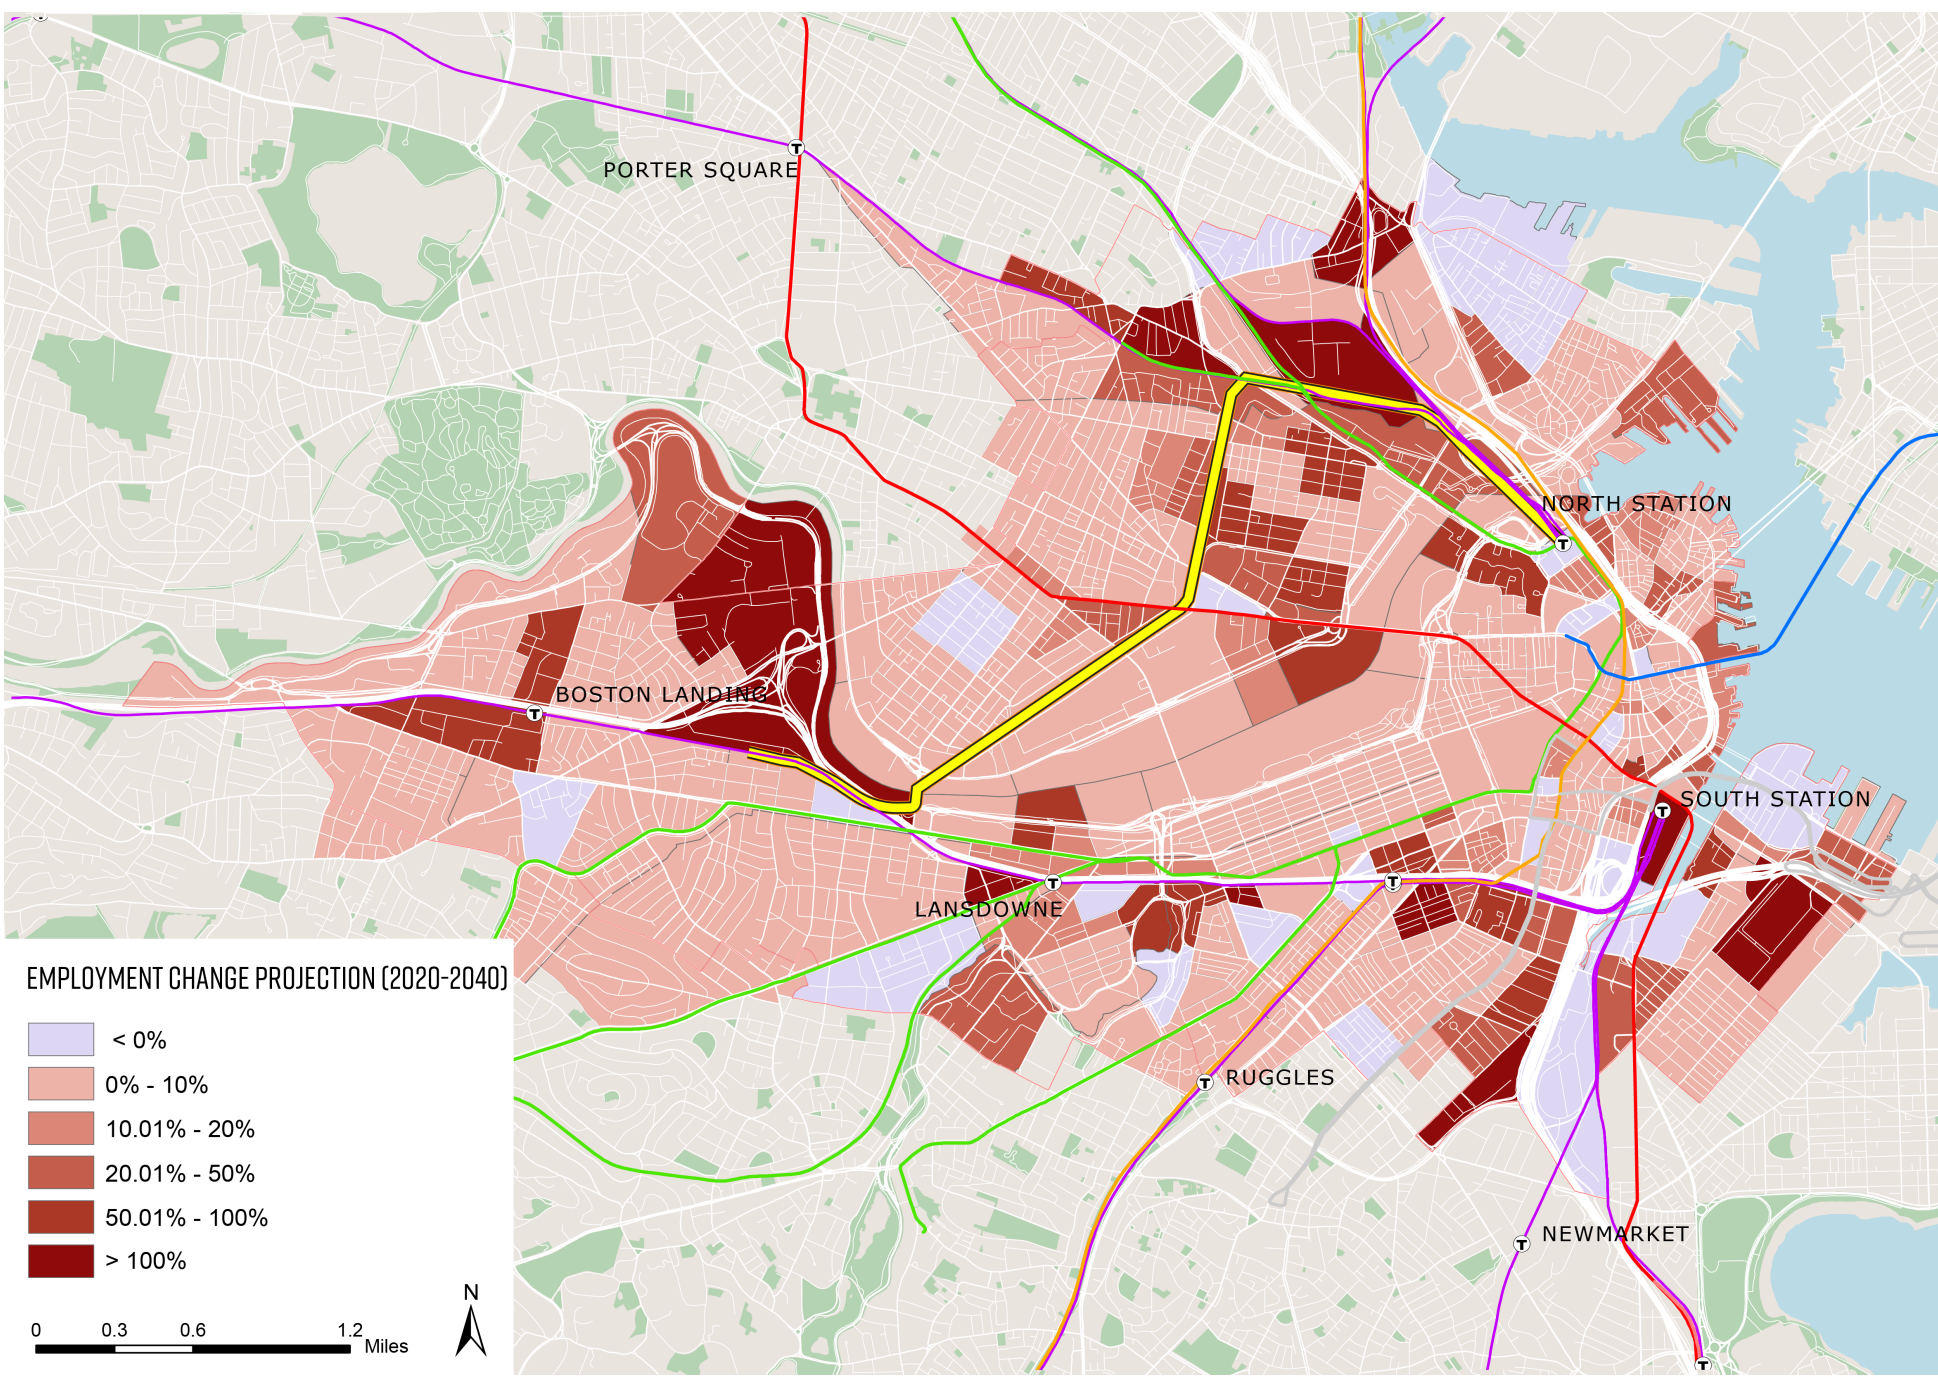 PORTER SQUARE
NORTH STATION
BOSTON LANDING
SOUTH STATION
LANSDOWNE
RUGGLES
NEWMARKET
T
T
T
T
T
T
T
T
T
EMPLOYMENT CHANGE PROJECTION (2020-2040)
< 0%
0% - 10%
10.01% - 20%
20.01% - 50%
50.01% - 100%
> 100%
N
0 0.3 0.6 1.2
Miles